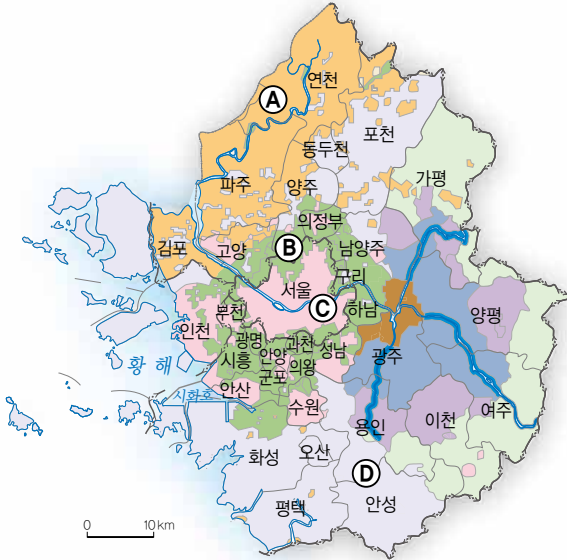 연천
A
포천
동두천
가평
파주
양주
의정부
B
남양주
김포
고양
구리
서울
C
하남
양평
부천
인천
광명
과천
성남
광주
황해
시흥
안양
의왕
군포
안산
시화호
수원
여주
이천
용인
화성
오산
D
안성
평택
0 10km